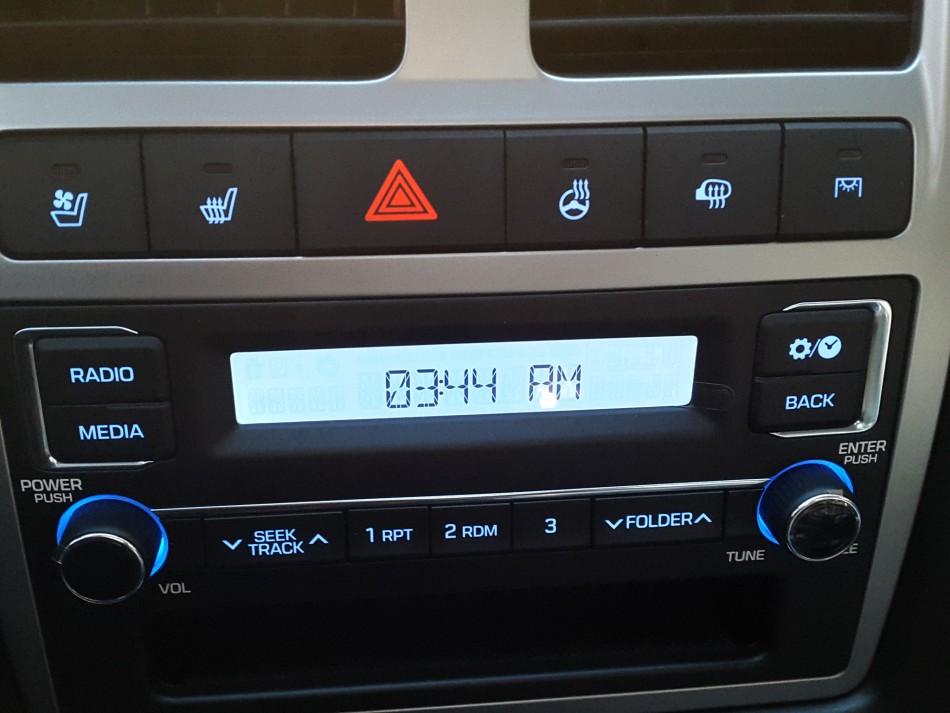 03:44 AM
RADIO
MEDIA
BACK
POWER
PUSH
ENTER
PUSH
SEEK
TRACK
1 RPT
2 RDM
3
FOLDER
VOL
TUNE